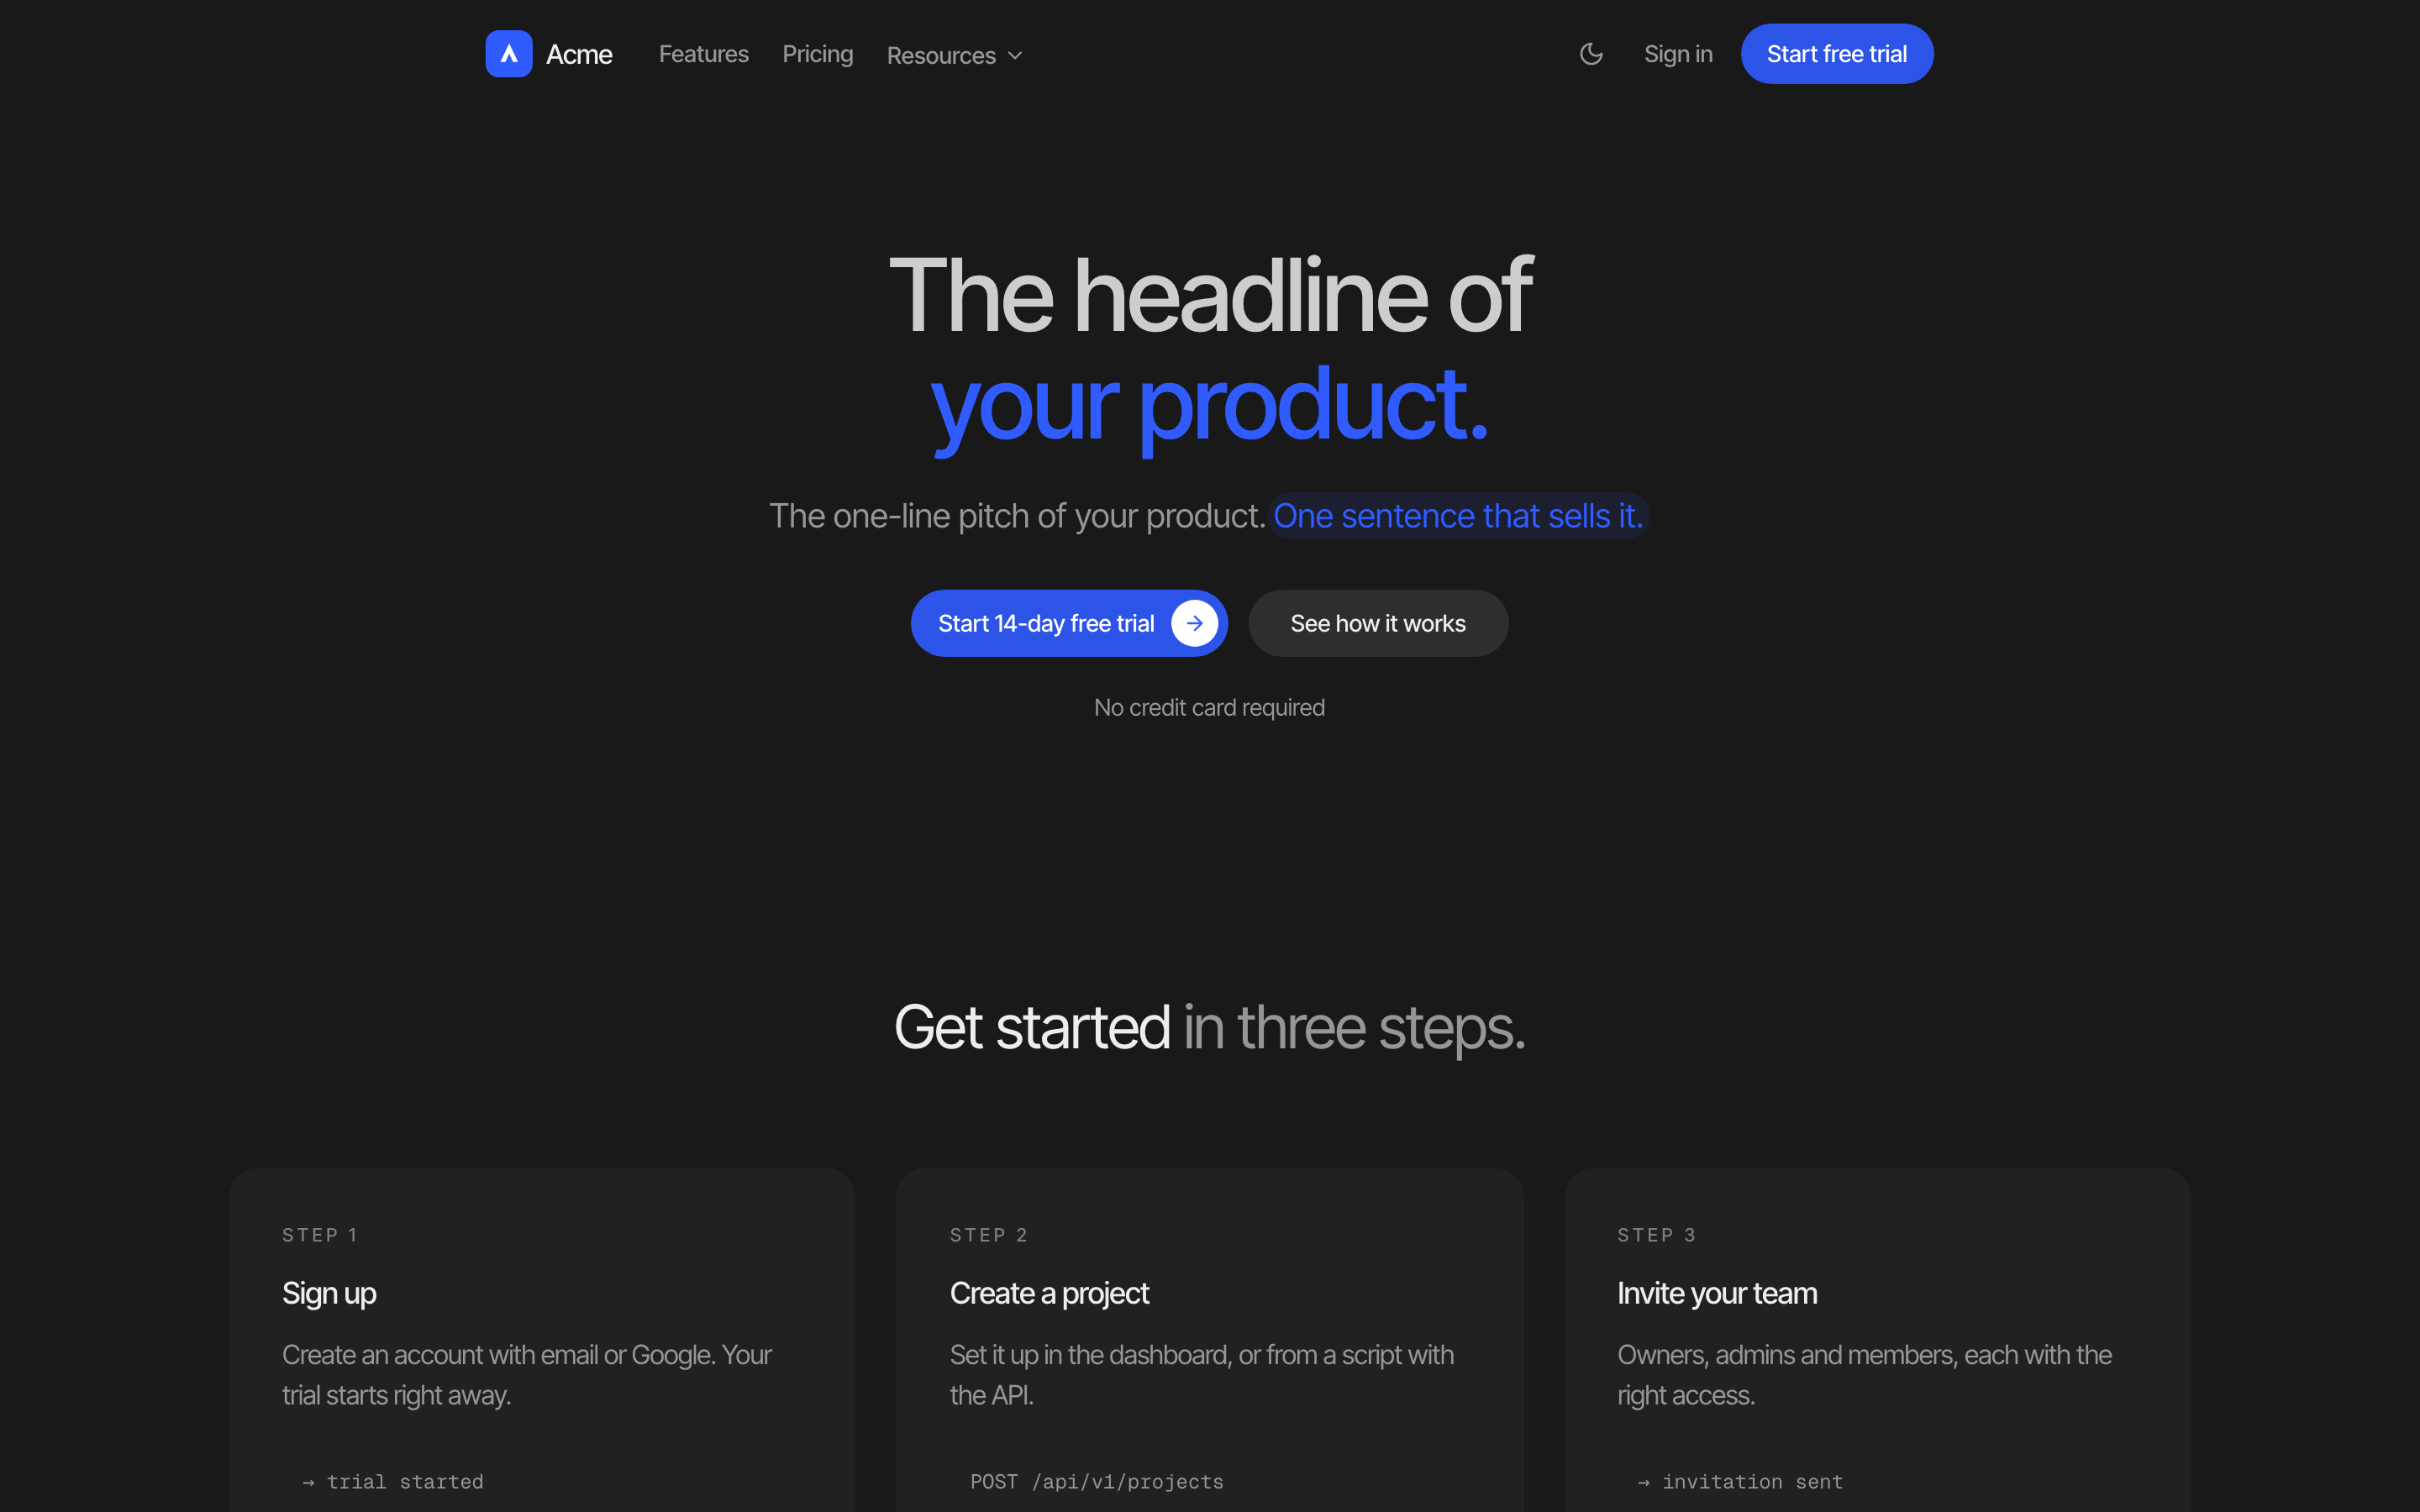 Acme
Features
Pricing
Resources
Sign in
Start free trial
The headline of
your product.
The one-line pitch of your product. One sentence that sells it.
Start 14-day free trial
See how it works
No credit card required
Get started in three steps.
STEP 1
Sign up
Create an account with email or Google. Your
trial starts right away.
→ trial started
STEP 2
Create a project
Set it up in the dashboard, or from a script with
the API.
POST /api/v1/projects
STEP 3
Invite your team
Owners, admins and members, each with the
right access.
→ invitation sent